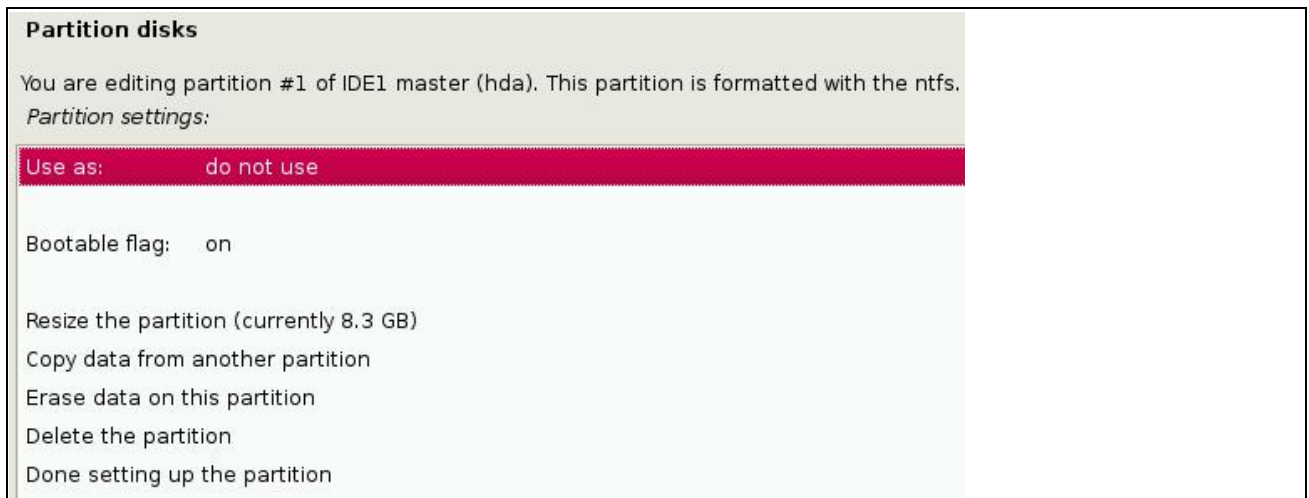 Partition disks
You are editing partition #1 of IDE1 master (hda). This partition is formatted with the ntfs.
Partition settings:
Use as: do not use
Bootable flag: on
Resize the partition (currently 8.3 GB)
Copy data from another partition
Erase data on this partition
Delete the partition
Done setting up the partition